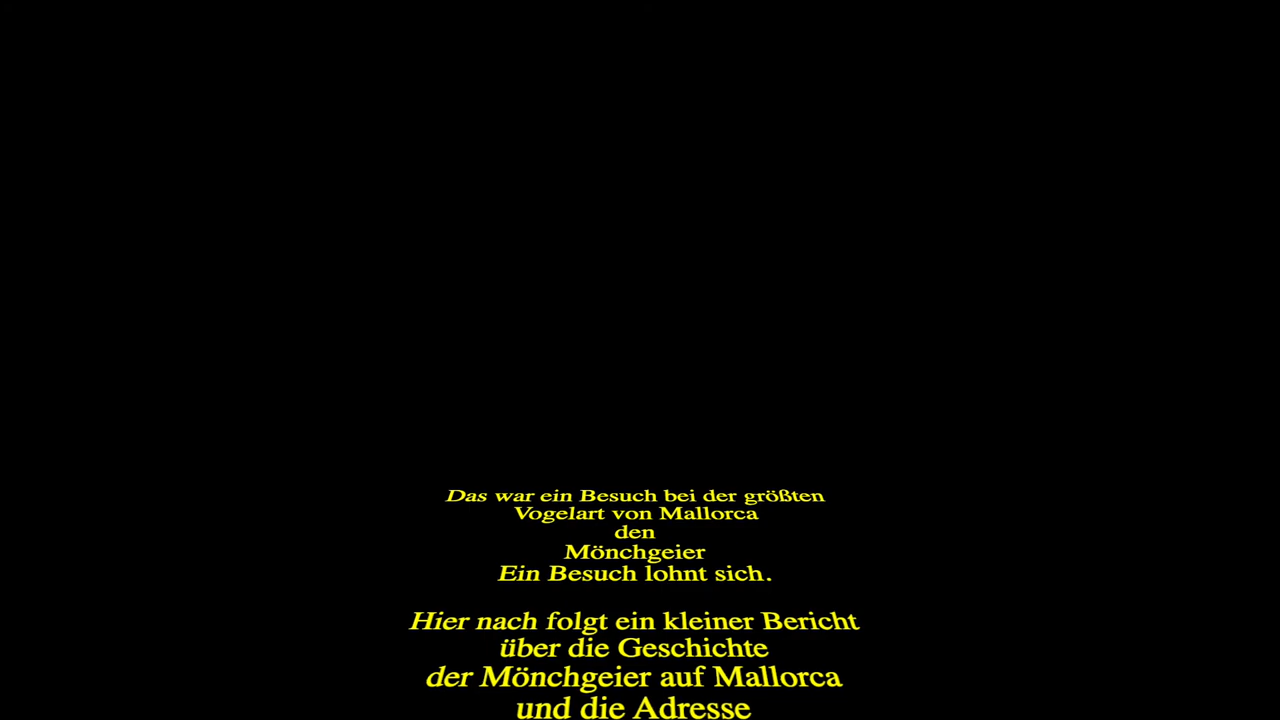 Das war ein Besuch bei der größten
Vogelart von Mallorca
den
Mönchgeier
Ein Besuch lohnt sich.
Hier nach folgt ein kleiner Bericht
über die Geschichte
der Mönchgeier auf Mallorca
und die Adresse